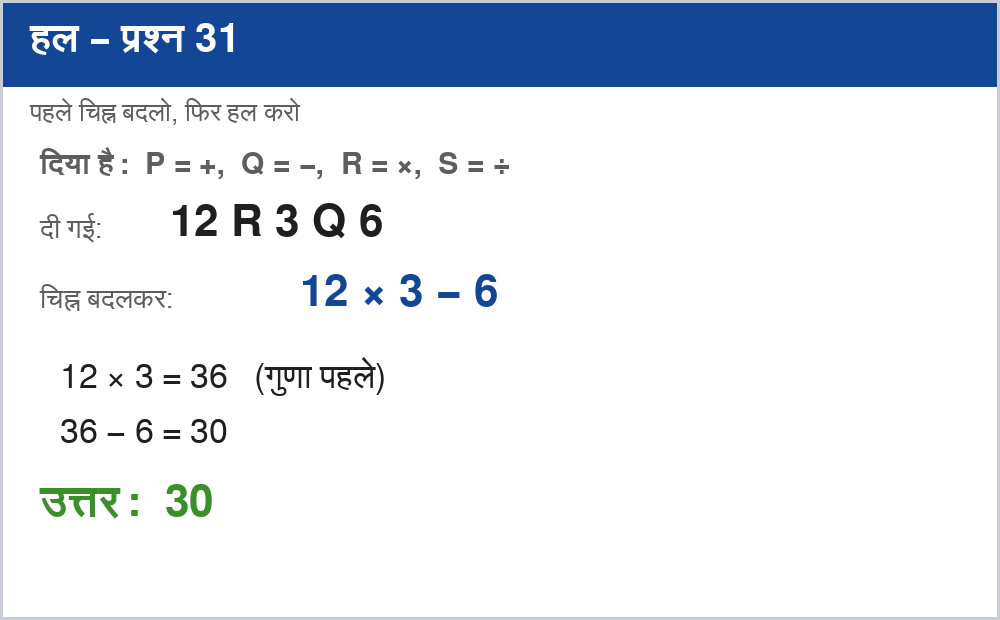 हल – प्रश्न 31
पहले चिह्न बदलो, फिर हल करो
दिया है : P = +, Q = –, R = ×, S = ÷
दी गई: 12 R 3 Q 6
चिह्न बदलकर: 12 × 3 – 6
12 × 3 = 36 (गुणा पहले)
36 – 6 = 30
उत्तर : 30